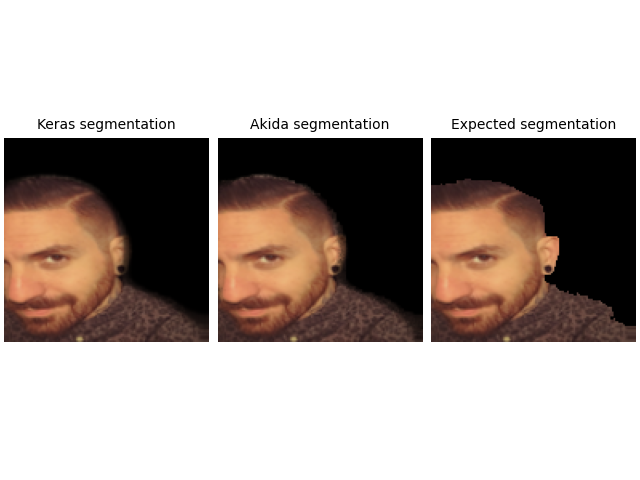 Keras segmentation
Akida segmentation
Expected segmentation